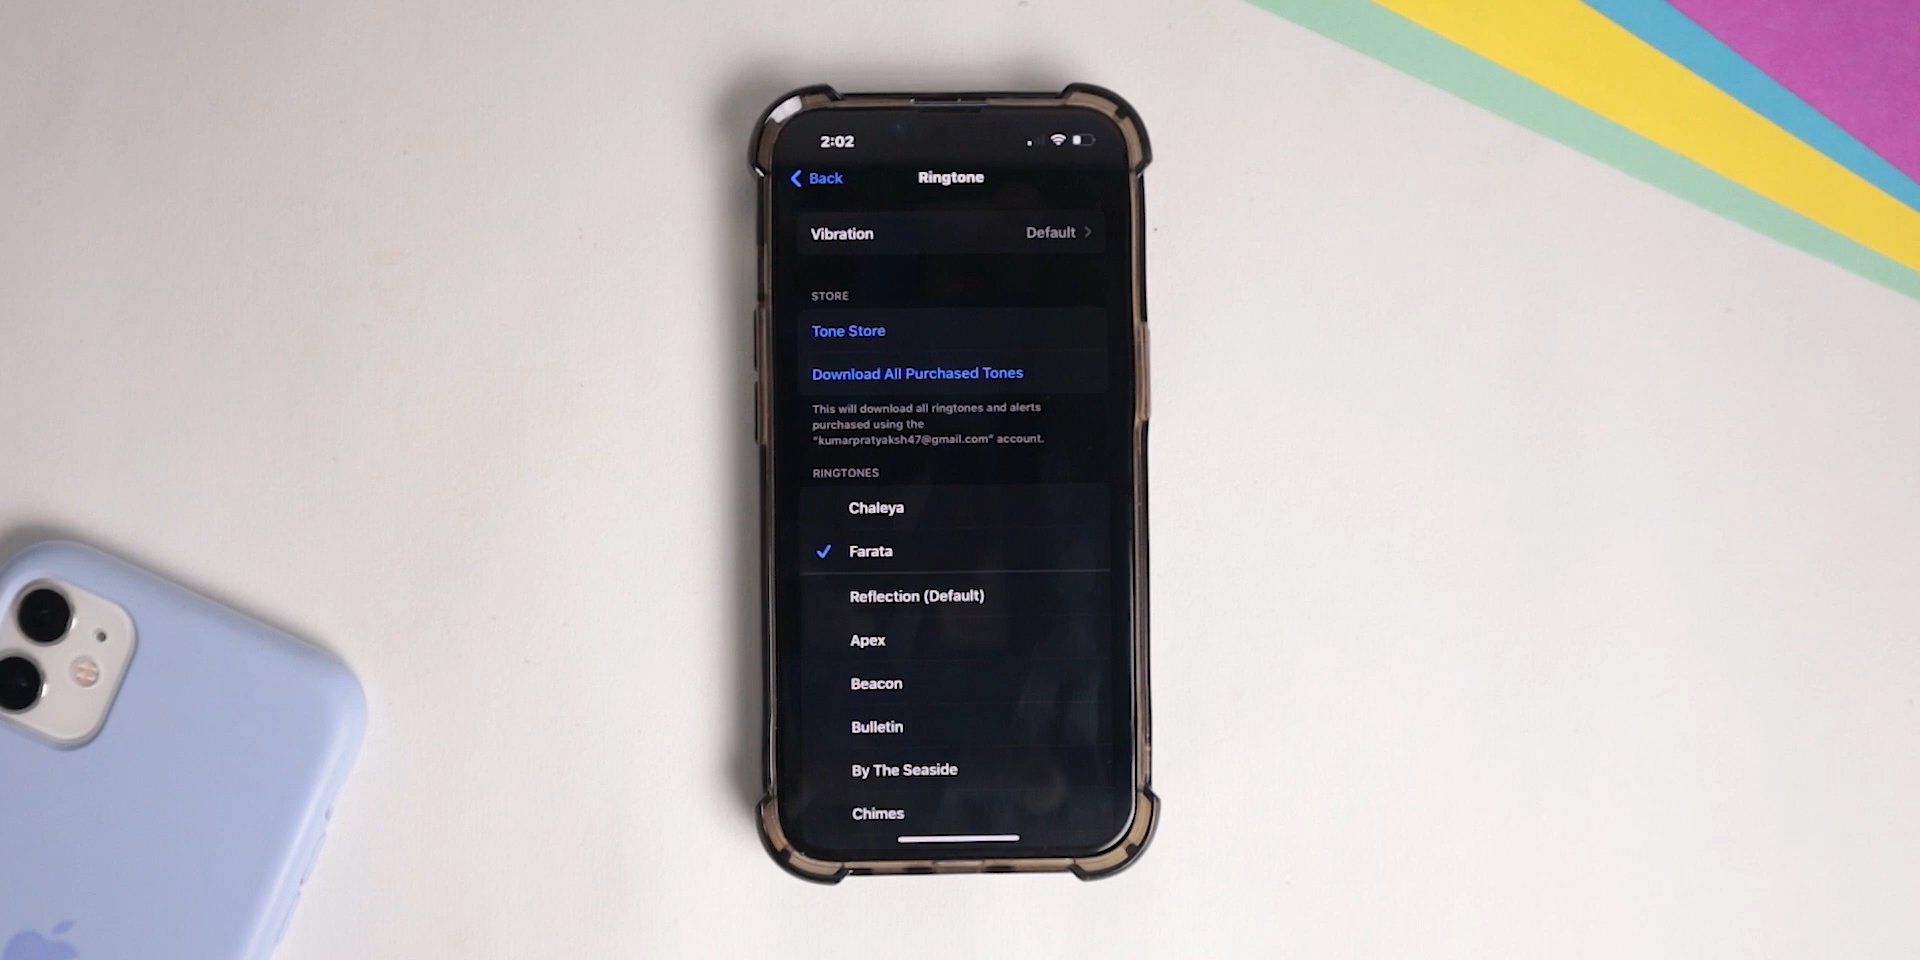 2:02
Back
Ringtone
Vibration
Default
STORE
Tone Store
Download All Purchased Tones
This will download all ringtones and alerts
purchased using the
“kumarpratyaksh47@gmail.com” account.
RINGTONES
Chaleya
Farata
Reflection (Default)
Apex
Beacon
Bulletin
By The Seaside
Chimes